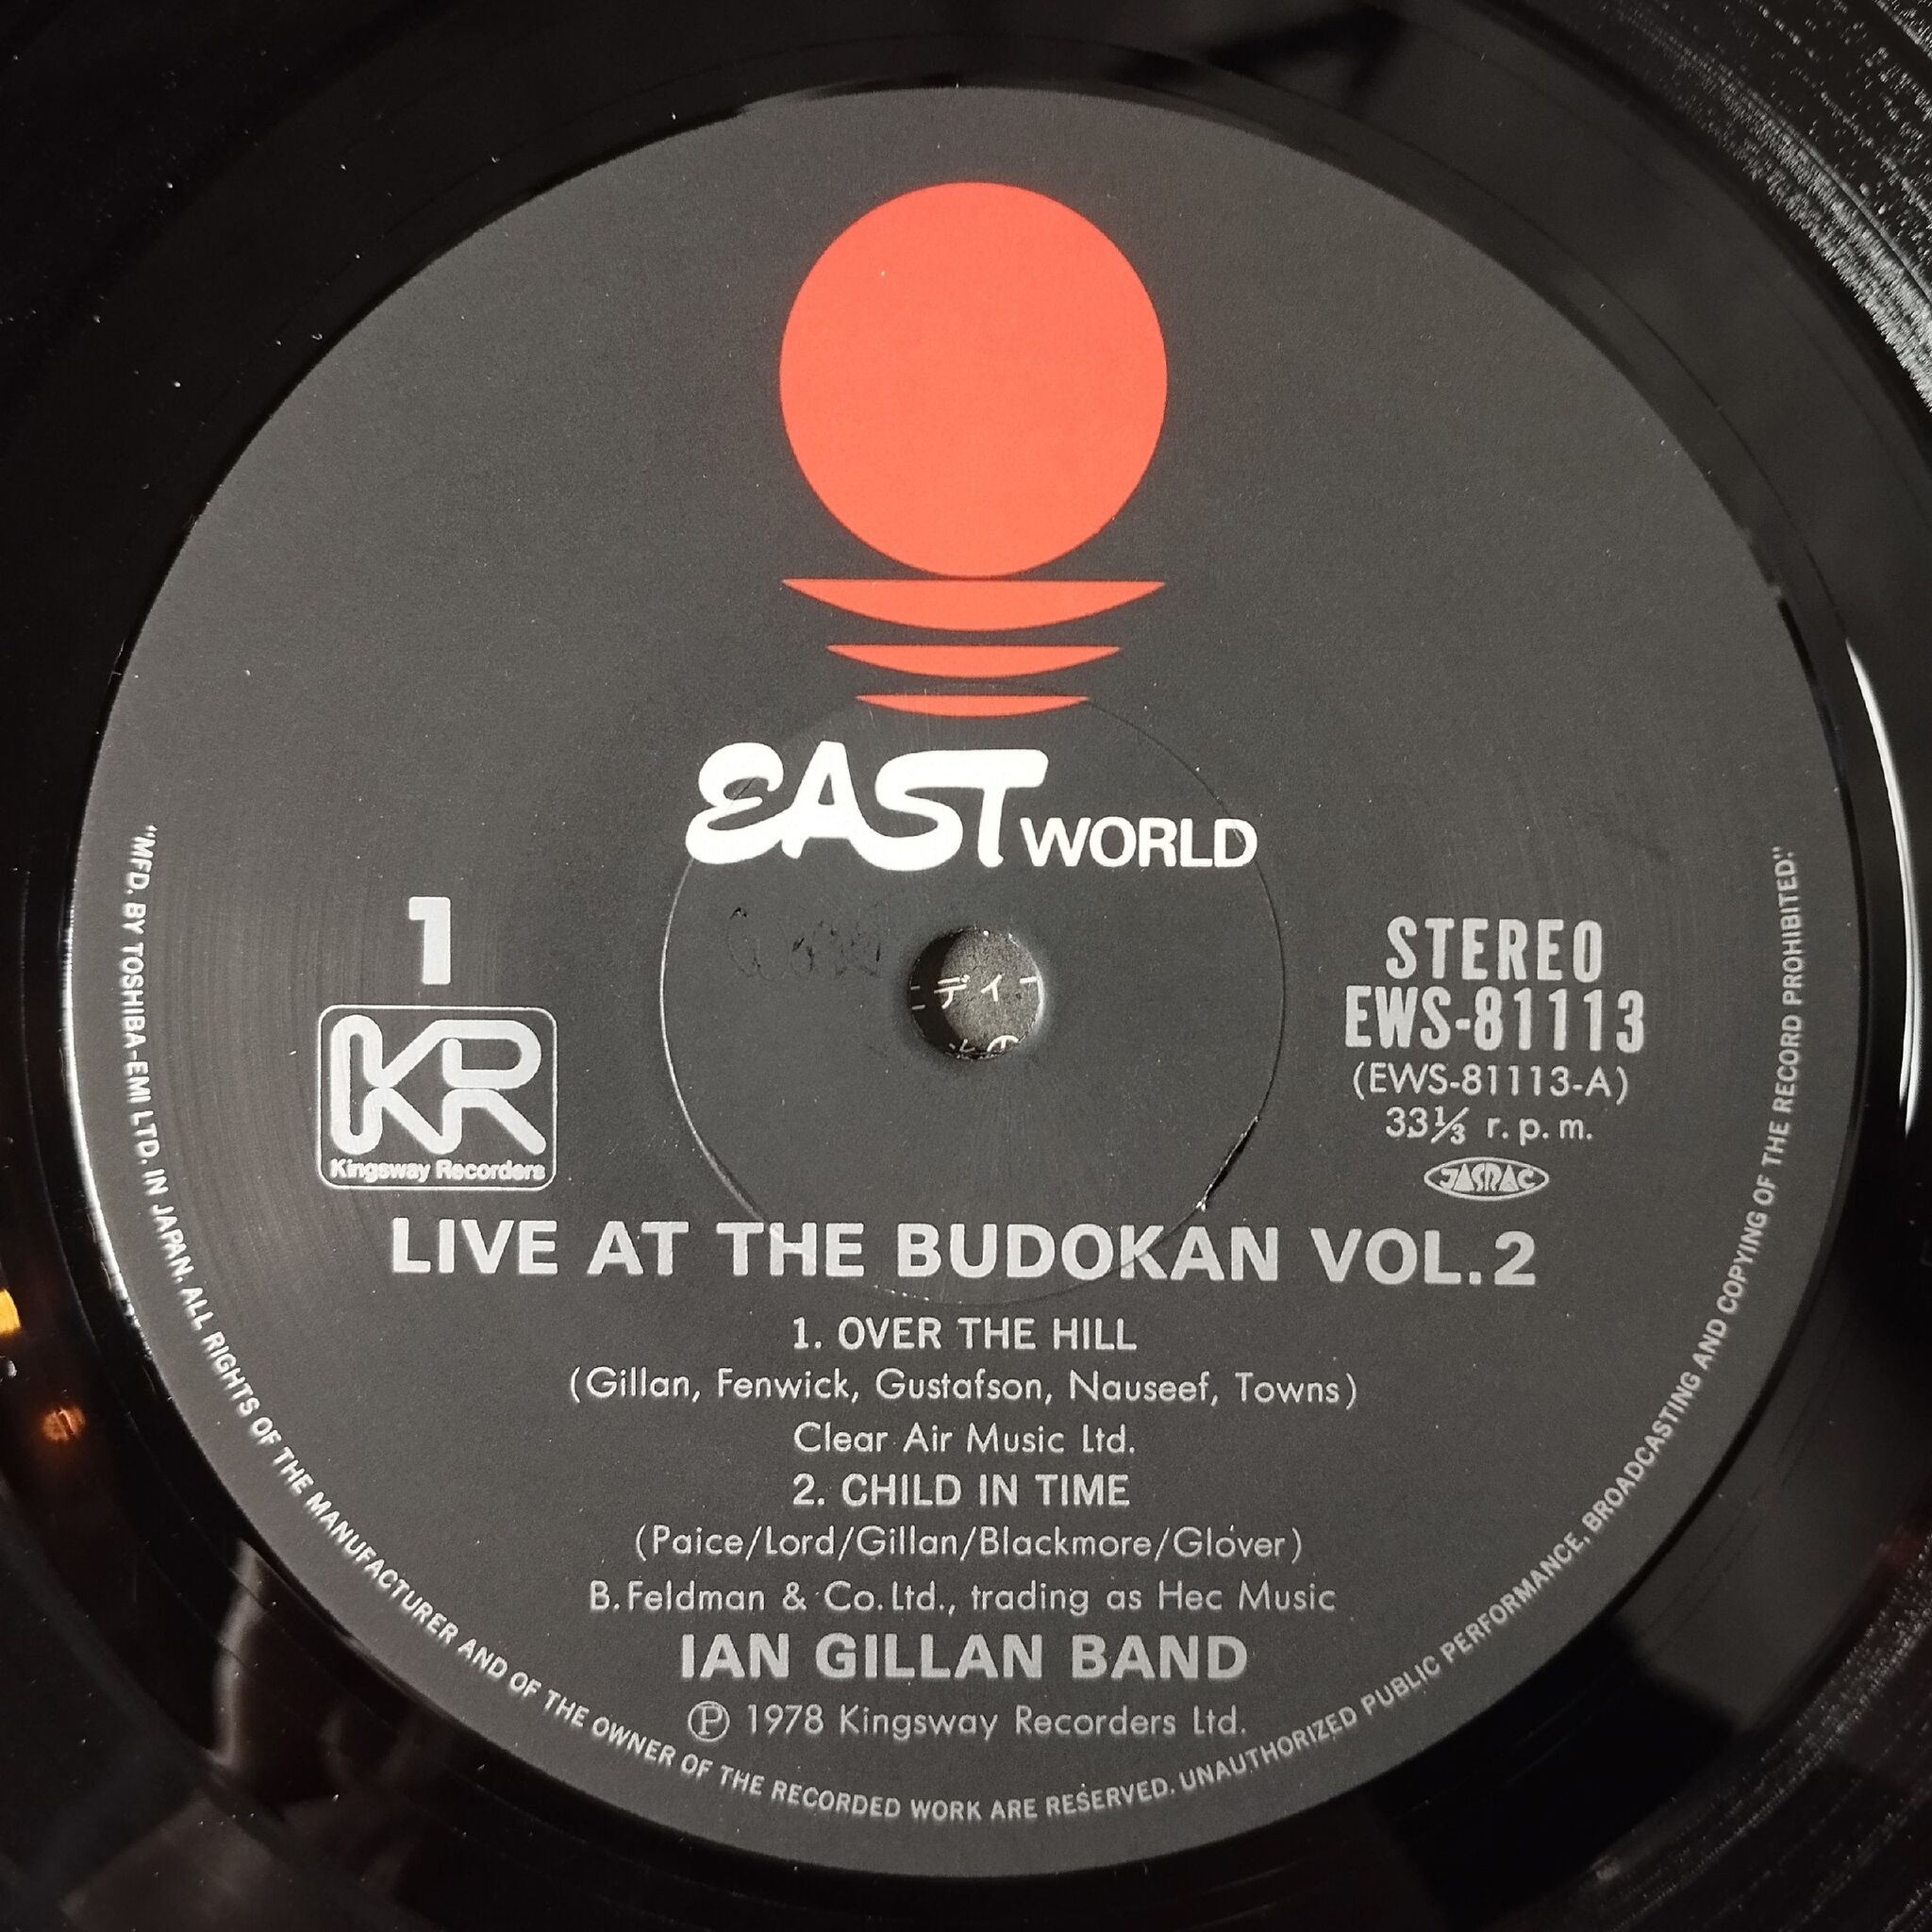 EAST WORLD
1
KR
Kingsway Recorders
STEREO
EWS-81113
(EWS-81113-A)
33⅓ r.p.m.
JASRAC
ディ
の
LIVE AT THE BUDOKAN VOL.2
1. OVER THE HILL
(Gillan, Fenwick, Gustafson, Nauseef, Towns)
Clear Air Music Ltd.
2. CHILD IN TIME
(Paice/Lord/Gillan/Blackmore/Glover)
B.Feldman & Co.Ltd., trading as Hec Music
IAN GILLAN BAND
Ⓟ 1978 Kingsway Recorders Ltd.
"MFD. BY TOSHIBA-EMI LTD. IN JAPAN. ALL RIGHTS OF THE MANUFACTURER AND OF THE OWNER OF THE RECORDED WORK ARE RESERVED. UNAUTHORIZED PUBLIC PERFORMANCE, BROADCASTING AND COPYING OF THE RECORD PROHIBITED."